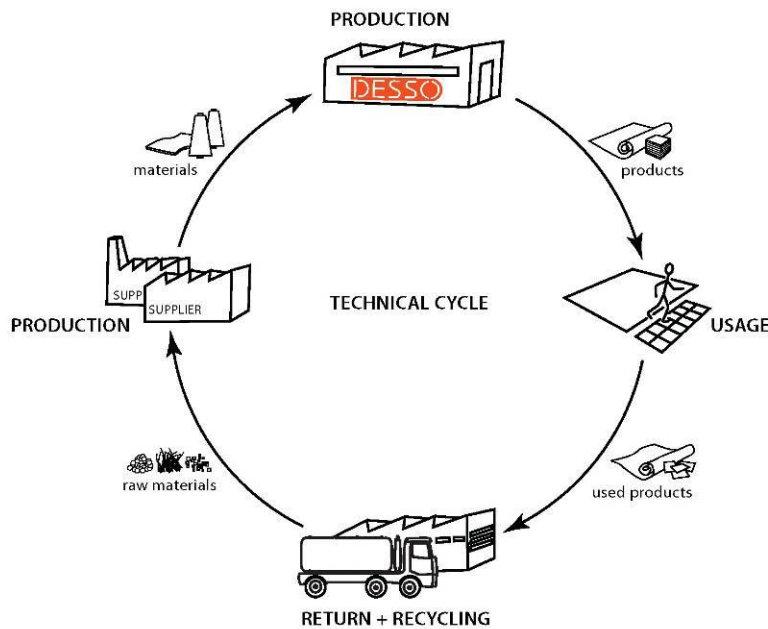 PRODUCTION
DESSO
materials
products
SUPP
SUPPLIER
PRODUCTION
TECHNICAL CYCLE
USAGE
raw materials
used products
RETURN + RECYCLING